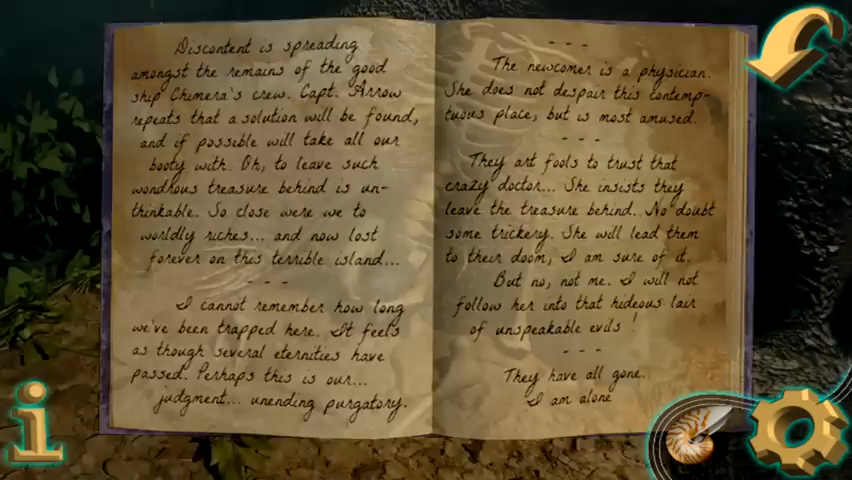 Discontent is spreading
amongst the remains of the good
ship Chimera's crew. Capt. Arrow
repeats that a solution will be found,
and if possible will take all our
booty with. Oh, to leave such
wondrous treasure behind is un-
thinkable. So close were we to
worldly riches... and now lost
forever on this terrible island...
- - -
I cannot remember how long
we've been trapped here. It feels
as though several eternities have
passed. Perhaps this is our...
judgment... unending purgatory.
- - -
The newcomer is a physician.
She does not despair this contemp-
tuous place, but is most amused.
- - -
They art fools to trust that
crazy doctor... She insists they
leave the treasure behind. No doubt
some trickery. She will lead them
to their doom, I am sure of it.
But no, not me. I will not
follow her into that hideous lair
of unspeakable evils!
- - -
They have all gone.
I am alone
i